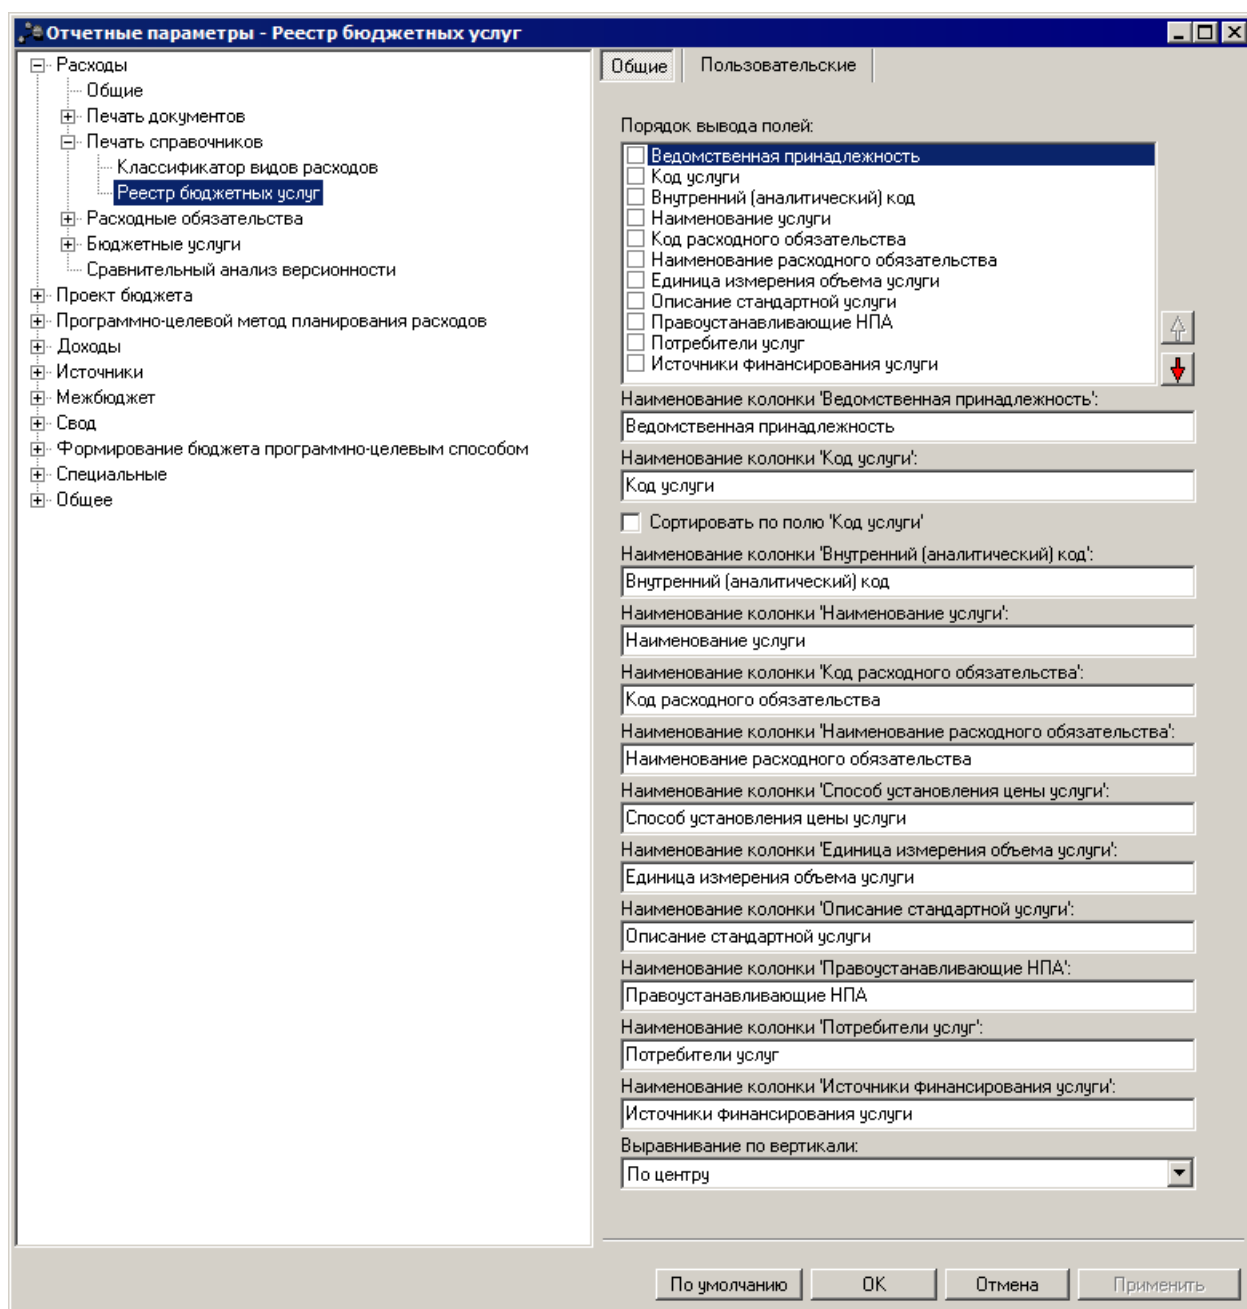 Отчетные параметры - Реестр бюджетных услуг
Расходы
Общие
Печать документов
Печать справочников
Классификатор видов расходов
Реестр бюджетных услуг
Расходные обязательства
Бюджетные услуги
Сравнительный анализ версионности
Проект бюджета
Программно-целевой метод планирования расходов
Доходы
Источники
Межбюджет
Свод
Формирование бюджета программно-целевым способом
Специальные
Общее
Общие
Пользовательские
Порядок вывода полей:
Ведомственная принадлежность
Код услуги
Внутренний (аналитический) код
Наименование услуги
Код расходного обязательства
Наименование расходного обязательства
Единица измерения объема услуги
Описание стандартной услуги
Правоустанавливающие НПА
Потребители услуг
Источники финансирования услуги
Наименование колонки 'Ведомственная принадлежность':
Ведомственная принадлежность
Наименование колонки 'Код услуги':
Код услуги
Сортировать по полю 'Код услуги'
Наименование колонки 'Внутренний (аналитический) код':
Внутренний (аналитический) код
Наименование колонки 'Наименование услуги':
Наименование услуги
Наименование колонки 'Код расходного обязательства':
Код расходного обязательства
Наименование колонки 'Наименование расходного обязательства':
Наименование расходного обязательства
Наименование колонки 'Способ установления цены услуги':
Способ установления цены услуги
Наименование колонки 'Единица измерения объема услуги':
Единица измерения объема услуги
Наименование колонки 'Описание стандартной услуги':
Описание стандартной услуги
Наименование колонки 'Правоустанавливающие НПА':
Правоустанавливающие НПА
Наименование колонки 'Потребители услуг':
Потребители услуг
Наименование колонки 'Источники финансирования услуги':
Источники финансирования услуги
Выравнивание по вертикали:
По центру
По умолчанию
OK
Отмена
Применить